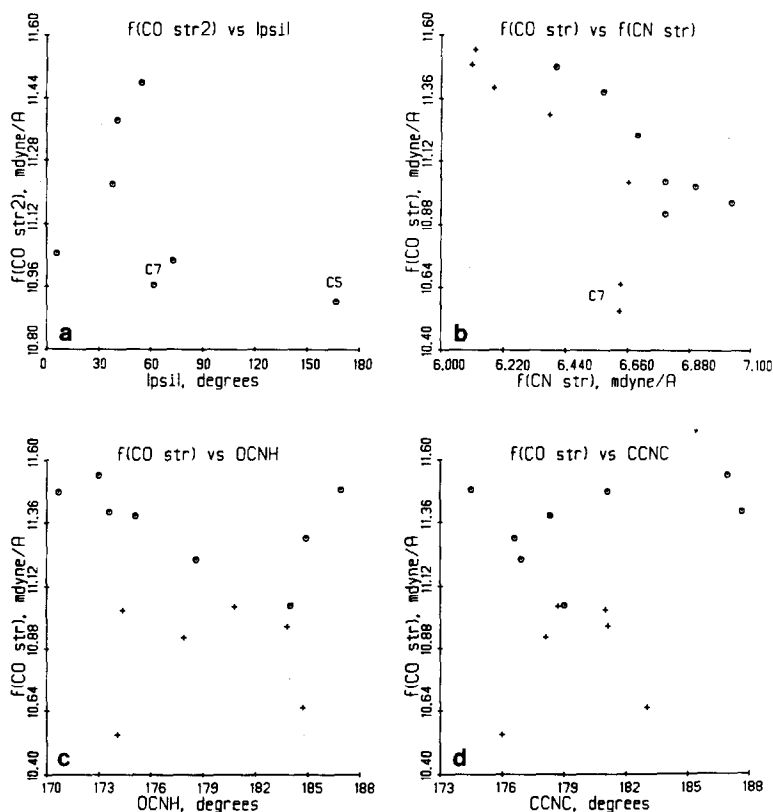 f(CO str2) vs |psi|
f(CO str2), mdyne/A
11.60
11.44
11.28
11.12
10.96
10.80
C7
C5
a
0 30 60 90 120 150 180
|psi|, degrees
f(CO str) vs f(CN str)
f(CO str), mdyne/A
11.60
11.36
11.12
10.88
10.64
10.40
C7
b
6.000 6.220 6.440 6.660 6.880 7.100
f(CN str), mdyne/A
f(CO str) vs OCNH
f(CO str), mdyne/A
11.60
11.36
11.12
10.88
10.64
10.40
c
170 173 176 179 182 185 188
OCNH, degrees
f(CO str) vs CCNC
f(CO str), mdyne/A
11.60
11.36
11.12
10.88
10.64
10.40
d
173 176 179 182 185 188
CCNC, degrees